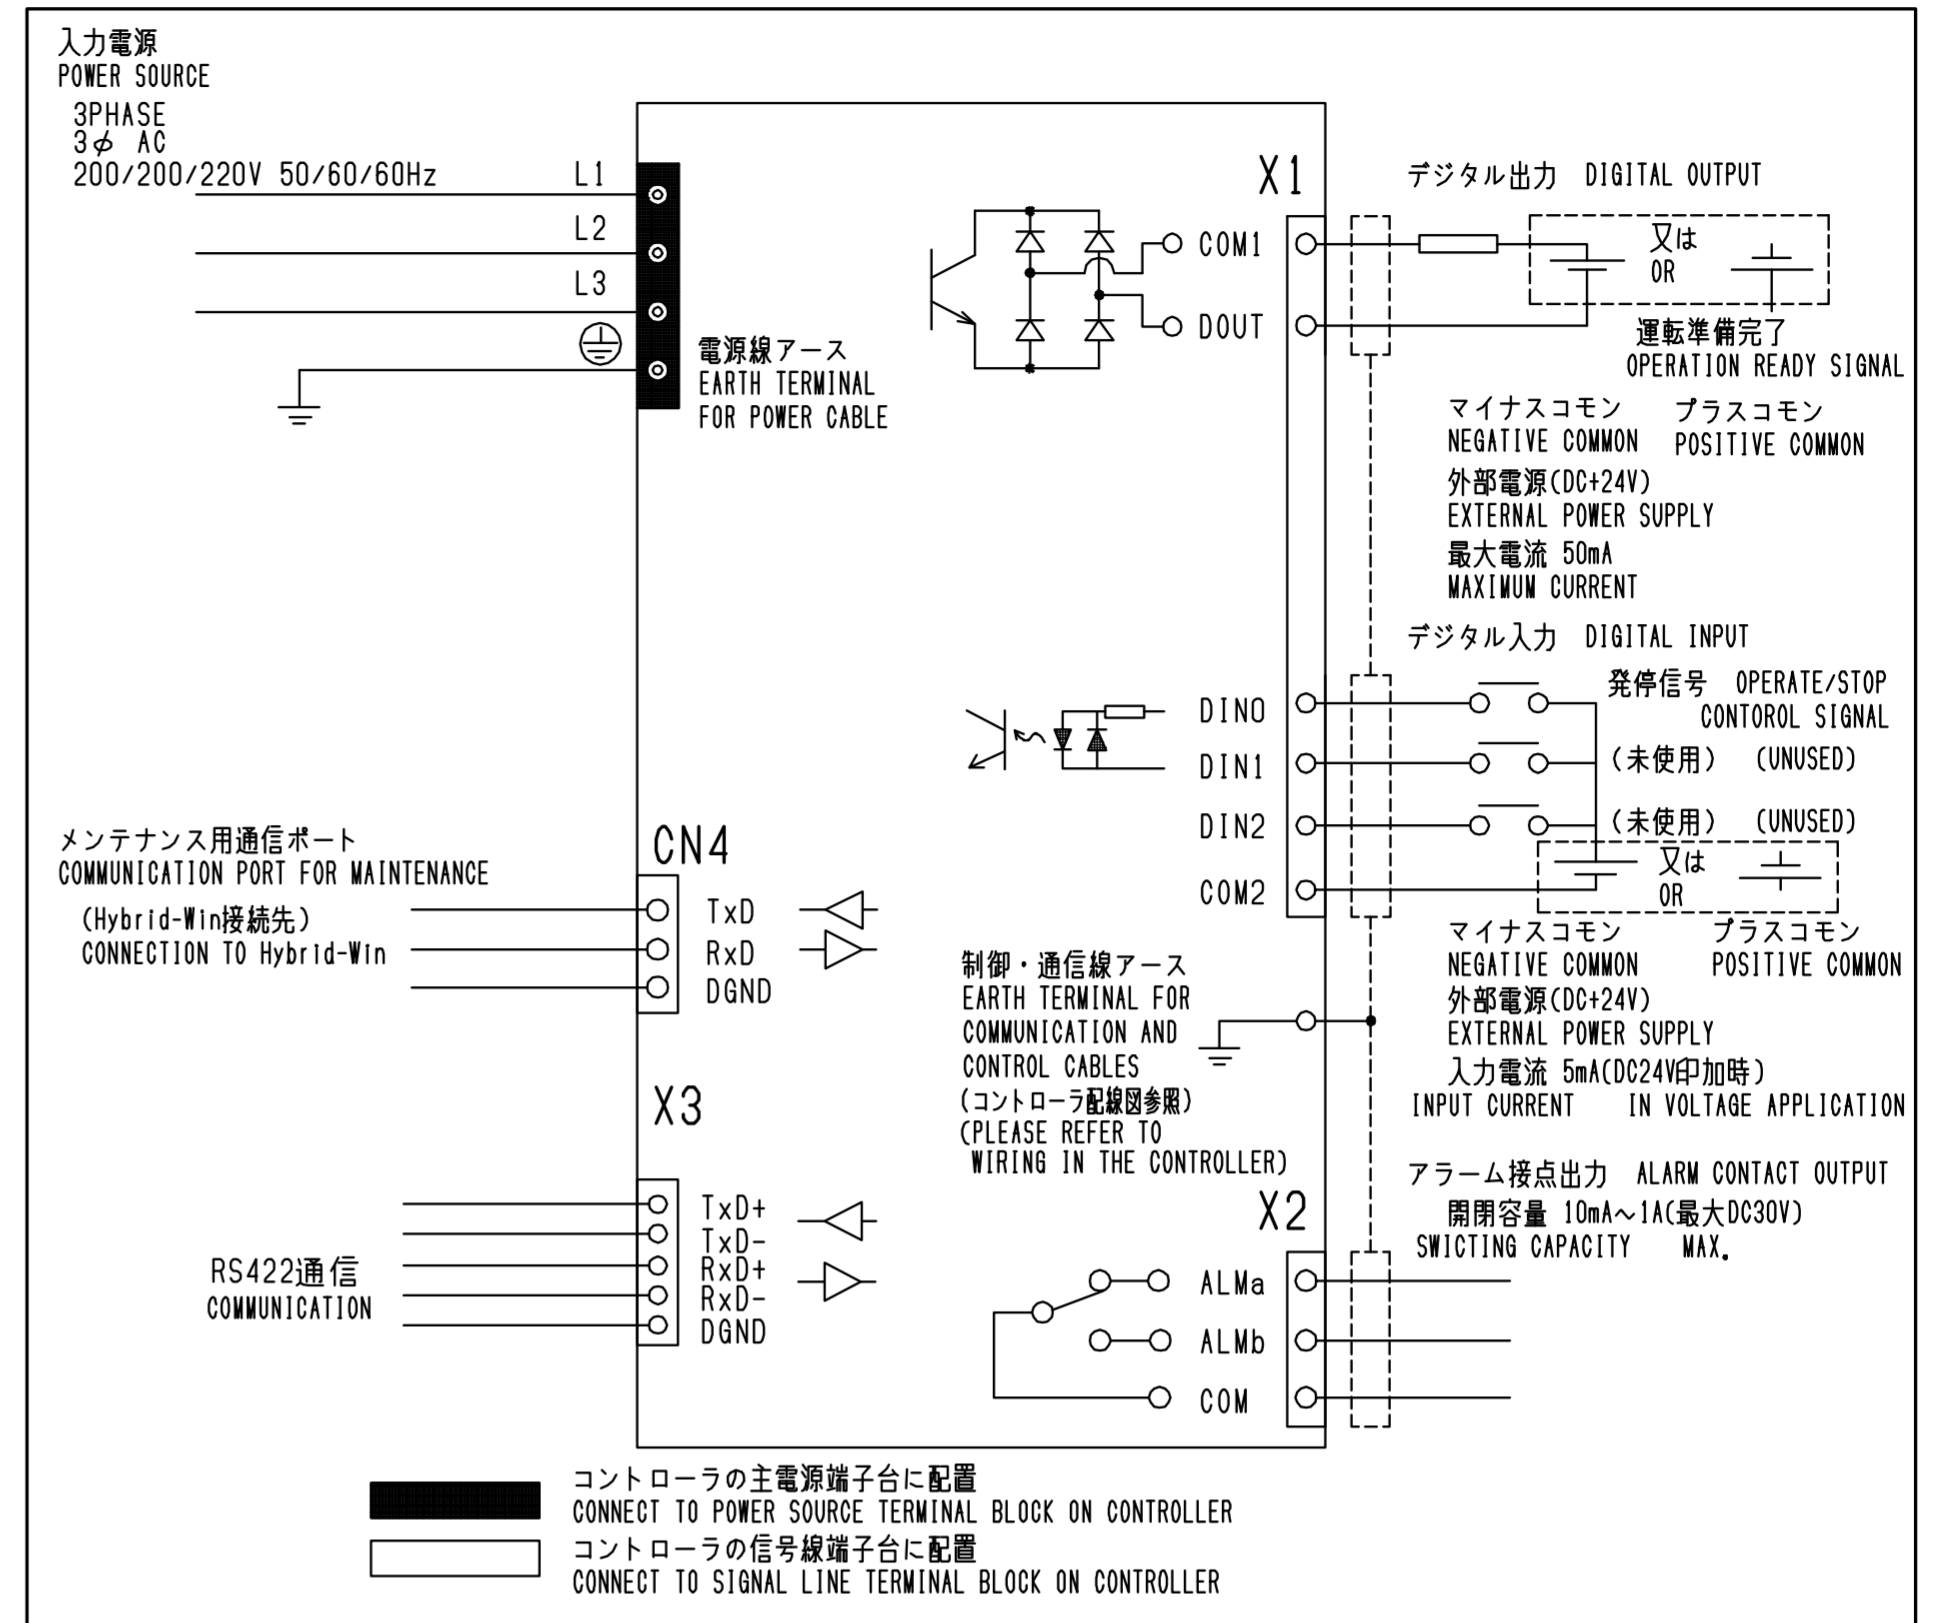 入力電源
POWER SOURCE
3PHASE
3φ AC
200/200/220V 50/60/60Hz
L1
L2
L3
電源線アース
EARTH TERMINAL
FOR POWER CABLE
X1
COM1
DOUT
デジタル出力 DIGITAL OUTPUT
又は
OR
運転準備完了
OPERATION READY SIGNAL
マイナスコモン プラスコモン
NEGATIVE COMMON POSITIVE COMMON
外部電源(DC+24V)
EXTERNAL POWER SUPPLY
最大電流 50mA
MAXIMUM CURRENT
デジタル入力 DIGITAL INPUT
DIN0
発停信号 OPERATE/STOP
CONTOROL SIGNAL
DIN1
(未使用) (UNUSED)
DIN2
(未使用) (UNUSED)
COM2
又は
OR
マイナスコモン プラスコモン
NEGATIVE COMMON POSITIVE COMMON
外部電源(DC+24V)
EXTERNAL POWER SUPPLY
入力電流 5mA(DC24V印加時)
INPUT CURRENT IN VOLTAGE APPLICATION
メンテナンス用通信ポート
COMMUNICATION PORT FOR MAINTENANCE
(Hybrid-Win接続先)
CONNECTION TO Hybrid-Win
CN4
TxD
RxD
DGND
制御・通信線アース
EARTH TERMINAL FOR
COMMUNICATION AND
CONTROL CABLES
(コントローラ配線図参照)
(PLEASE REFER TO
WIRING IN THE CONTROLLER)
X3
TxD+
TxD-
RxD+
RxD-
DGND
RS422通信
COMMUNICATION
X2
アラーム接点出力 ALARM CONTACT OUTPUT
開閉容量 10mA～1A(最大DC30V)
SWICTING CAPACITY MAX.
ALMa
ALMb
COM
コントローラの主電源端子台に配置
CONNECT TO POWER SOURCE TERMINAL BLOCK ON CONTROLLER
コントローラの信号線端子台に配置
CONNECT TO SIGNAL LINE TERMINAL BLOCK ON CONTROLLER